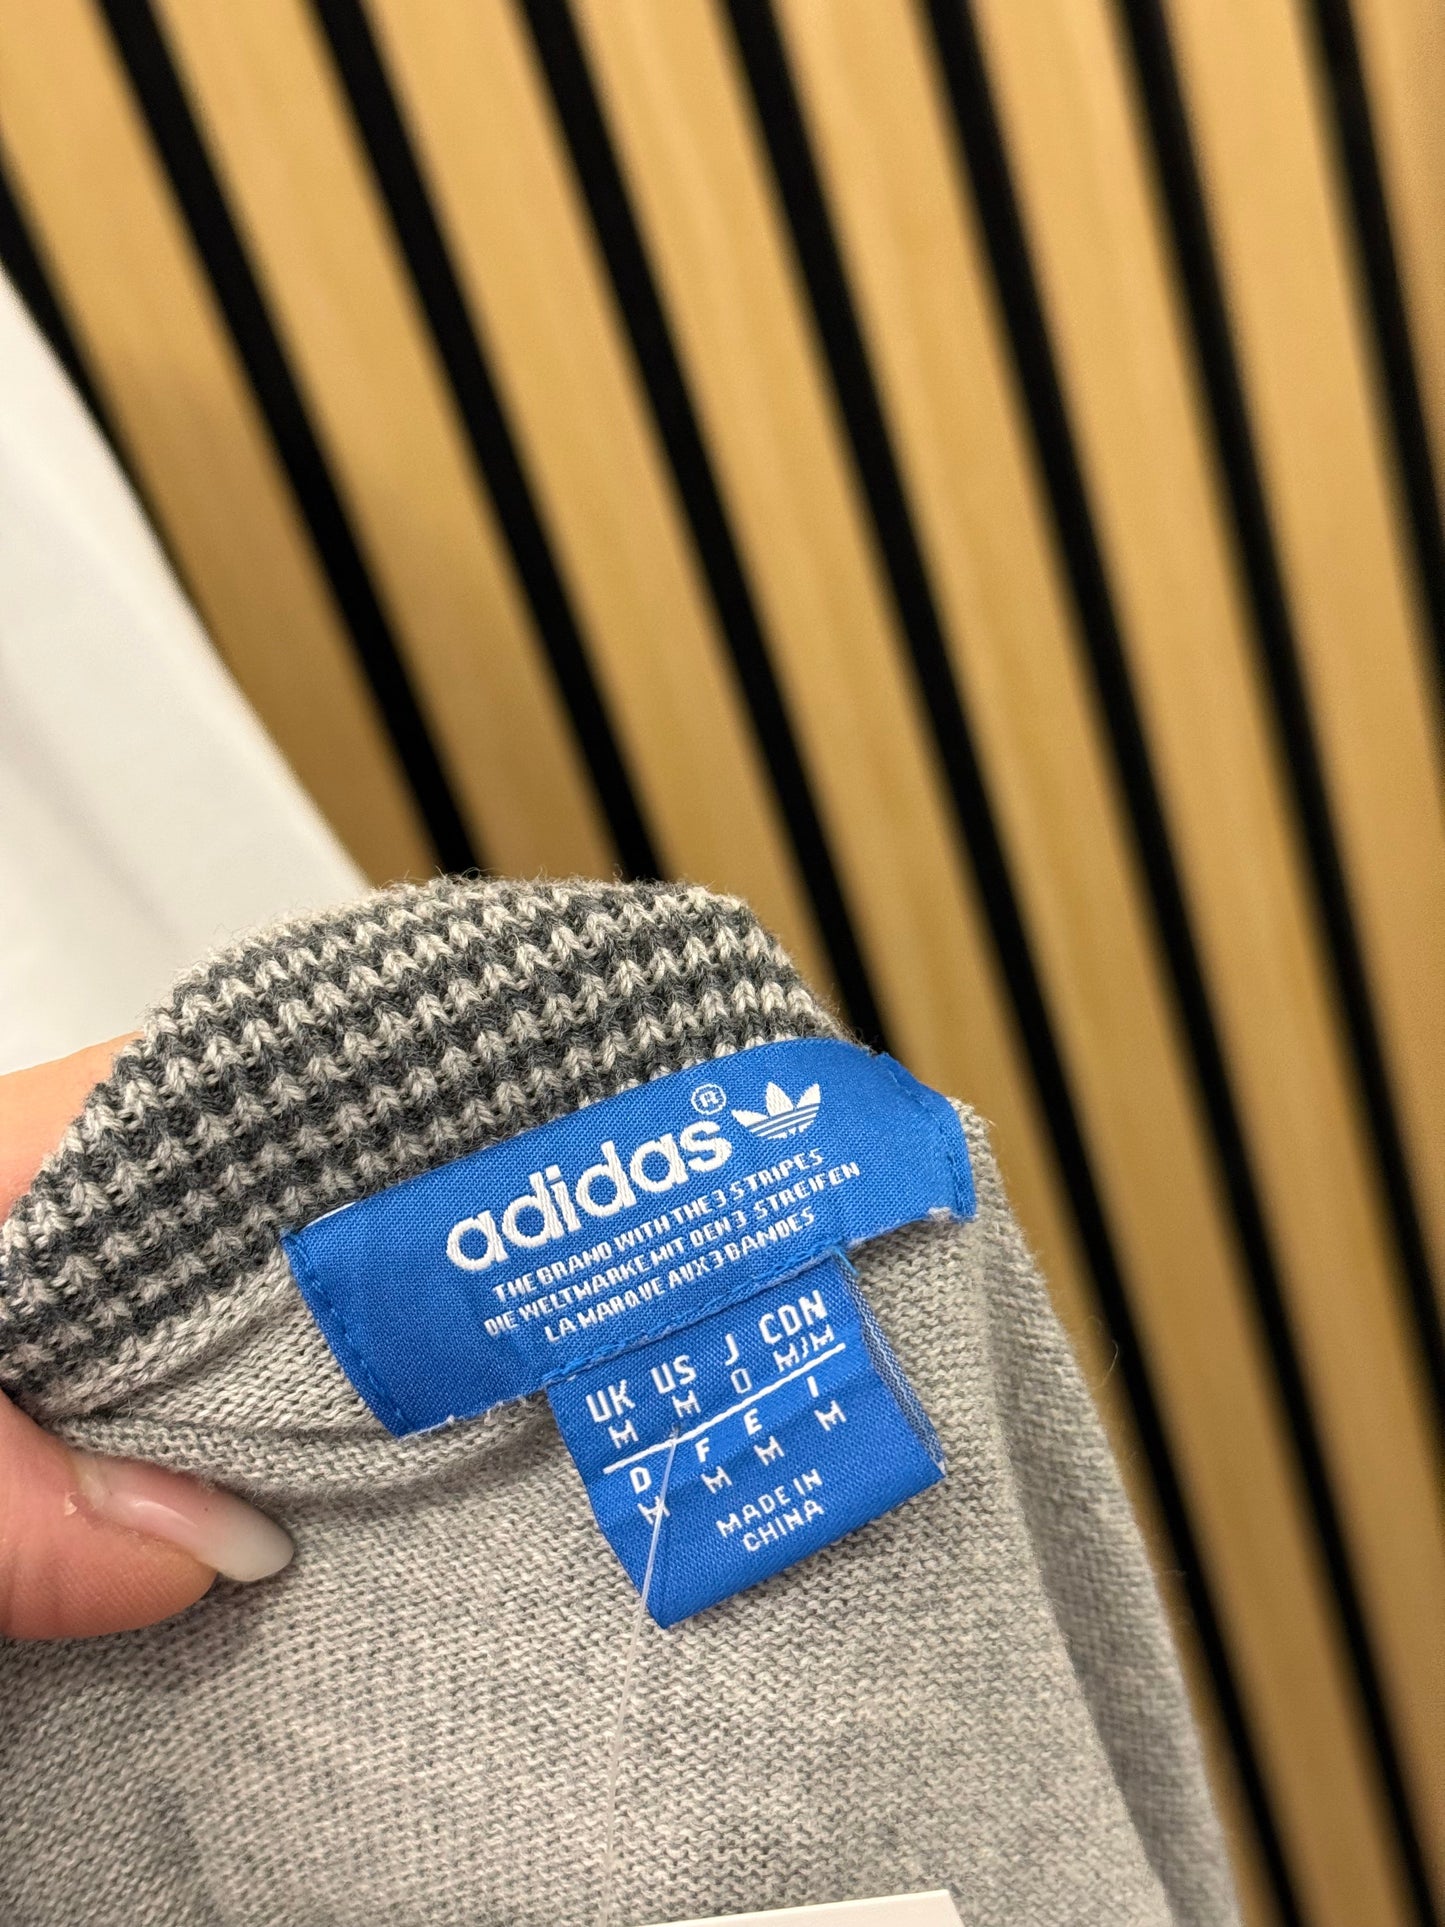 adidas®
THE BRAND WITH THE 3 STRIPES
DIE WELTMARKE MIT DEN 3 STREIFEN
LA MARQUE AUX 3 BANDES
UK US J CDN
M M O M/M
D F E I
M M M M
MADE IN
CHINA